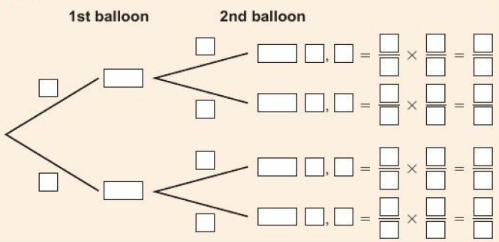 1st balloon 2nd balloon
, = × =
, = × =
, = × =
, = × =